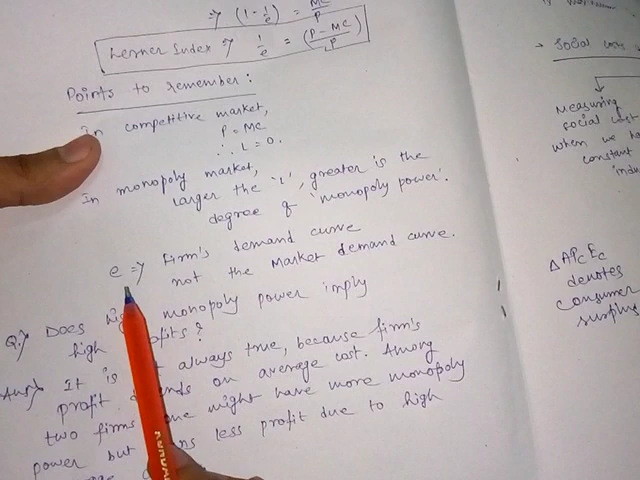 => (1 - 1/e) = MC/P
Lerner Index => 1/e = (P - MC / P)
Points to remember:
In competitive market,
P = MC
∴ L = 0.
In monopoly market,
larger the 'L', greater is the
degree of 'monopoly power'.
e => Firm's demand curve
not the Market demand curve.
Q.> Does monopoly power imply
high
Ans> It is always true, because firm's
profit on average cost. Among
two firms might have more monopoly
power but less profit due to high
→ Social
Measuring
social cost
when we
constant
△APcEc
denotes
consumer
surplus